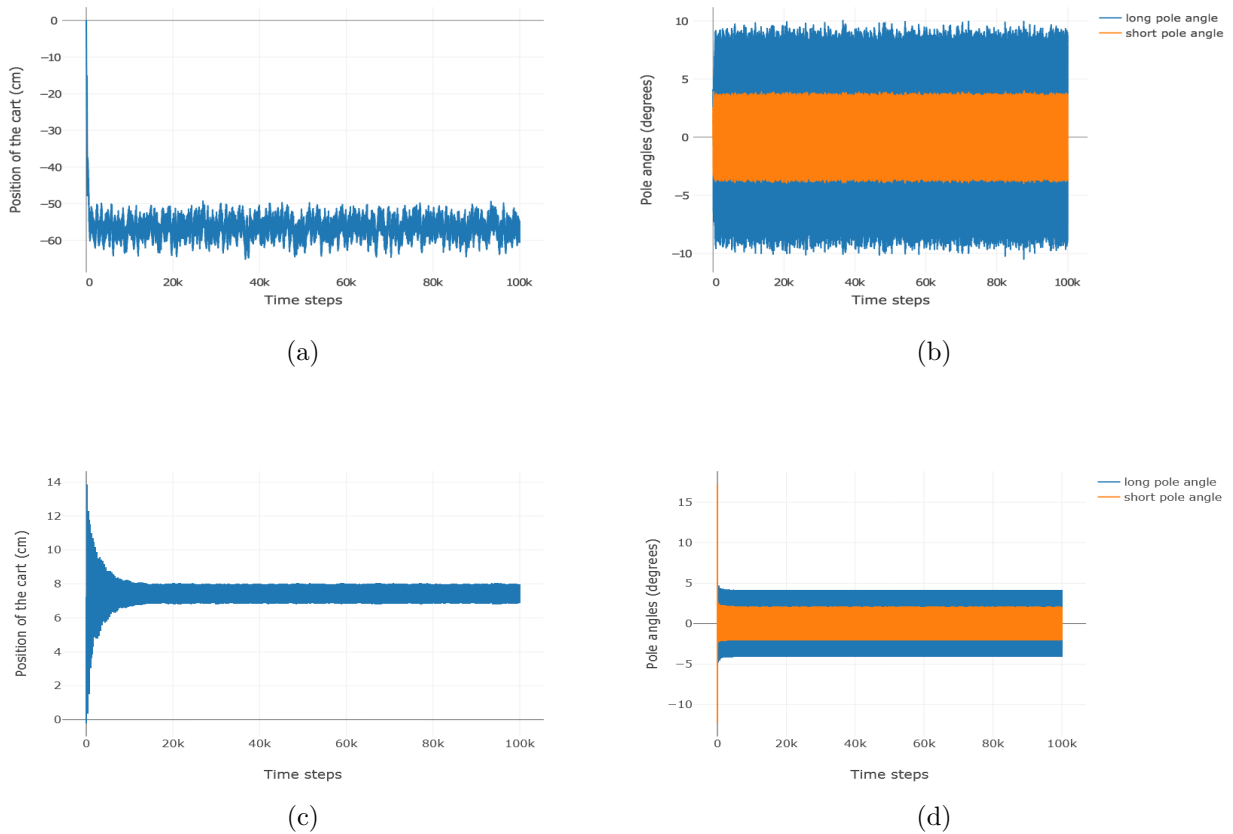 0
−10
−20
−30
−40
−50
−60
Position of the cart (cm)
0 20k 40k 60k 80k 100k
Time steps
(a)
10
5
0
−5
−10
Pole angles (degrees)
0 20k 40k 60k 80k 100k
Time steps
long pole angle
short pole angle
(b)
14
12
10
8
6
4
2
0
Position of the cart (cm)
0 20k 40k 60k 80k 100k
Time steps
(c)
15
10
5
0
−5
−10
Pole angles (degrees)
0 20k 40k 60k 80k 100k
Time steps
long pole angle
short pole angle
(d)